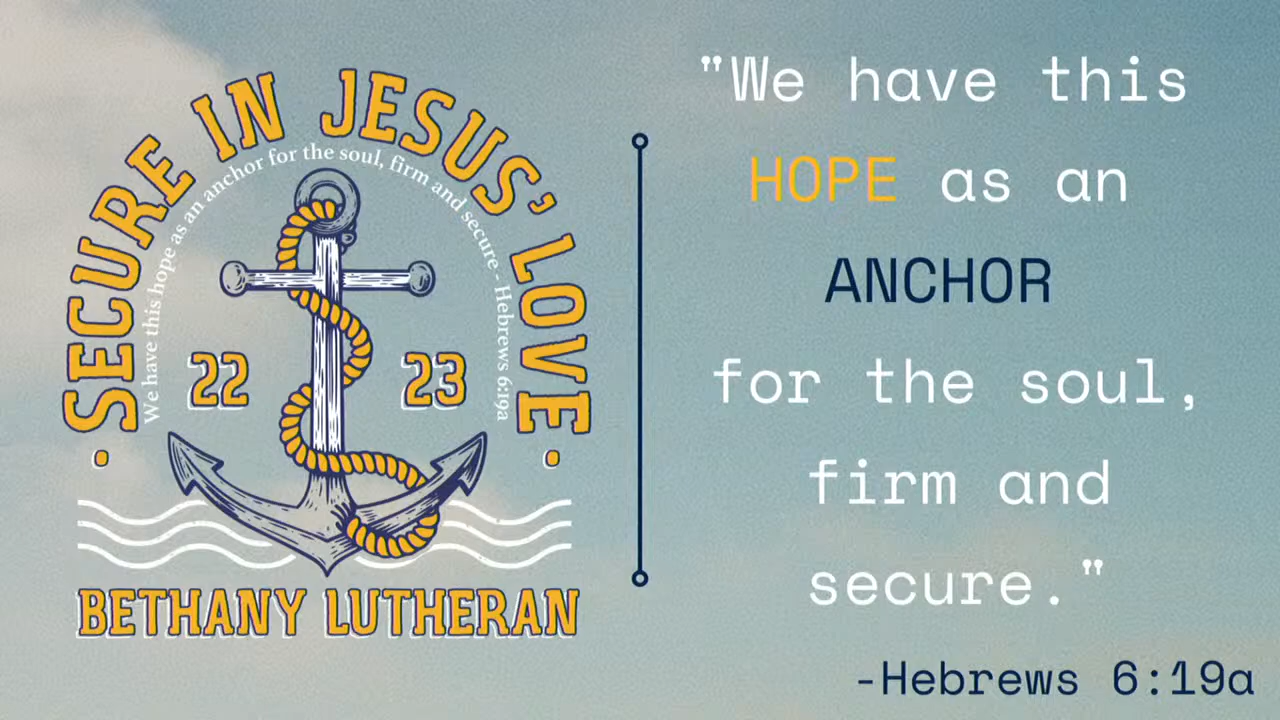 SECURE IN JESUS' LOVE
We have this hope as an anchor for the soul, firm and secure - Hebrews 6:19a
22 23
BETHANY LUTHERAN
"We have this
HOPE as an
ANCHOR
for the soul,
firm and
secure."
-Hebrews 6:19a